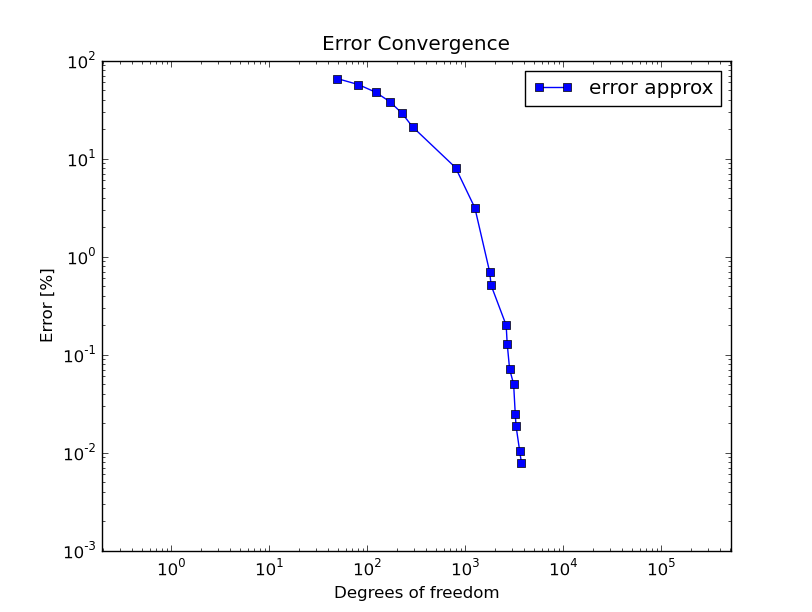 Error Convergence
error approx
10^2
10^1
10^0
10^-1
10^-2
10^-3
Error [%]
10^0 10^1 10^2 10^3 10^4 10^5
Degrees of freedom